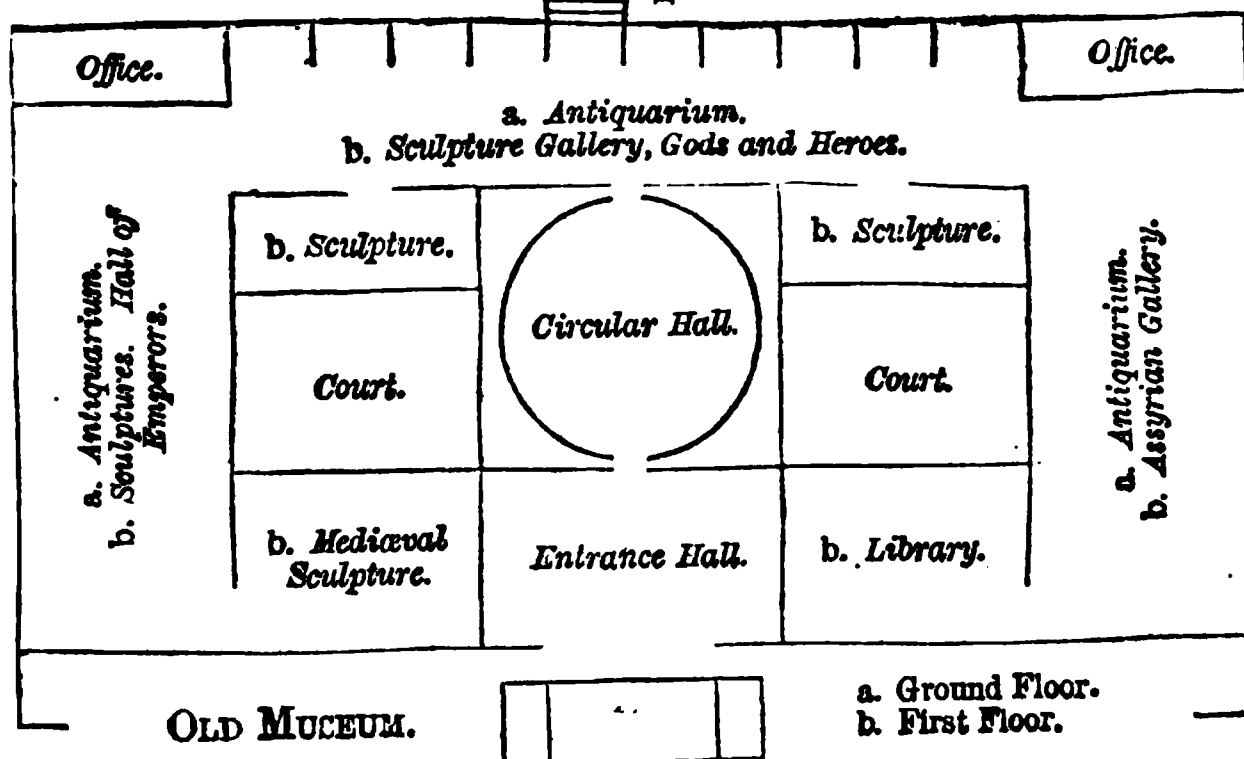 Office.
Office.
a. Antiquarium.
b. Sculpture Gallery, Gods and Heroes.
b. Sculpture.
b. Sculpture.
Circular Hall.
a. Antiquarium.
b. Sculptures. Hall of
Emperors.
Court.
Court.
a. Antiquarium.
b. Assyrian Gallery.
b. Mediæval
Sculpture.
Entrance Hall.
b. Library.
OLD MUSEUM.
a. Ground Floor.
b. First Floor.